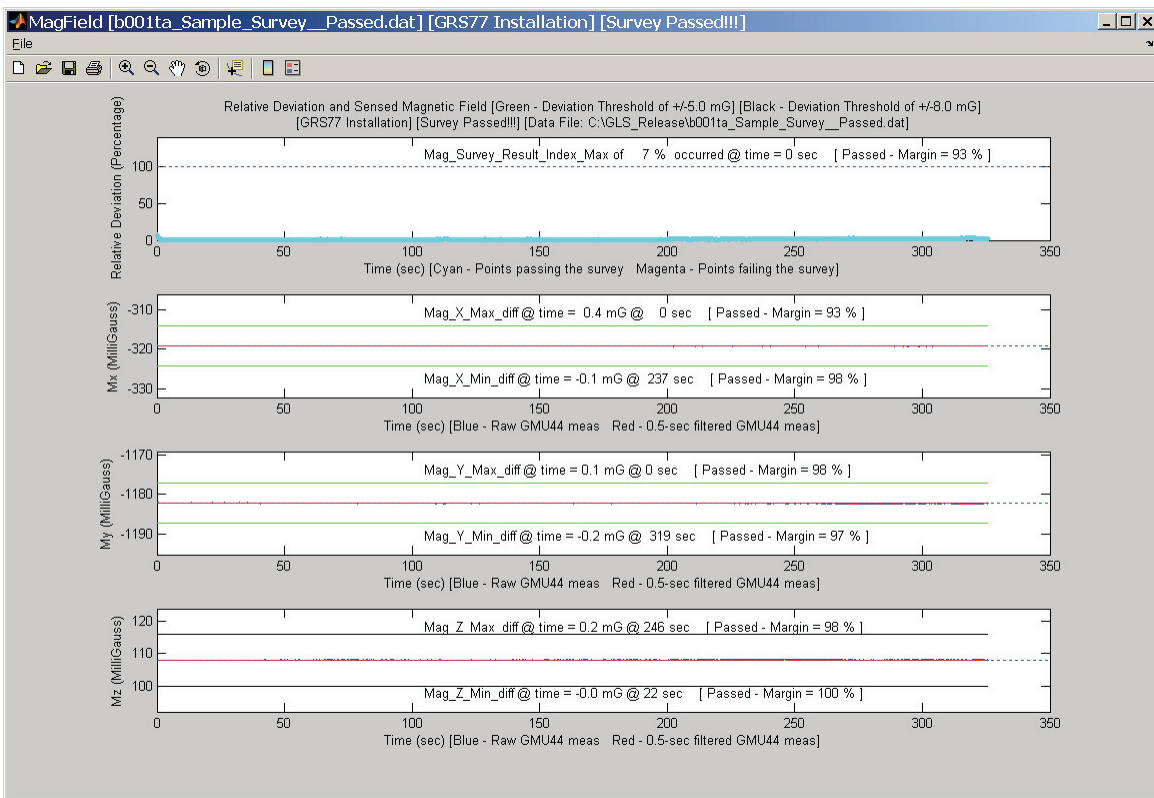 MagField [b001ta_Sample_Survey__Passed.dat] [GRS77 Installation] [Survey Passed!!!]
File
Relative Deviation and Sensed Magnetic Field [Green - Deviation Threshold of +/-5.0 mG] [Black - Deviation Threshold of +/-8.0 mG]
[GRS77 Installation] [Survey Passed!!!] [Data File: C:\GLS_Release\b001ta_Sample_Survey__Passed.dat]
Relative Deviation (Percentage)
100
50
0
Mag_Survey_Result_Index_Max of 7 % occurred @ time = 0 sec [ Passed - Margin = 93 % ]
0 50 100 150 200 250 300 350
Time (sec) [Cyan - Points passing the survey Magenta - Points failing the survey]
Mx (MilliGauss)
-310
-320
-330
Mag_X_Max_diff @ time = 0.4 mG @ 0 sec [ Passed - Margin = 93 % ]
Mag_X_Min_diff @ time = -0.1 mG @ 237 sec [ Passed - Margin = 98 % ]
0 50 100 150 200 250 300 350
Time (sec) [Blue - Raw GMU44 meas Red - 0.5-sec filtered GMU44 meas]
My (MilliGauss)
-1170
-1180
-1190
Mag_Y_Max_diff @ time = 0.1 mG @ 0 sec [ Passed - Margin = 98 % ]
Mag_Y_Min_diff @ time = -0.2 mG @ 319 sec [ Passed - Margin = 97 % ]
0 50 100 150 200 250 300 350
Time (sec) [Blue - Raw GMU44 meas Red - 0.5-sec filtered GMU44 meas]
Mz (MilliGauss)
120
110
100
Mag_Z_Max_diff @ time = 0.2 mG @ 246 sec [ Passed - Margin = 98 % ]
Mag_Z_Min_diff @ time = -0.0 mG @ 22 sec [ Passed - Margin = 100 % ]
0 50 100 150 200 250 300 350
Time (sec) [Blue - Raw GMU44 meas Red - 0.5-sec filtered GMU44 meas]